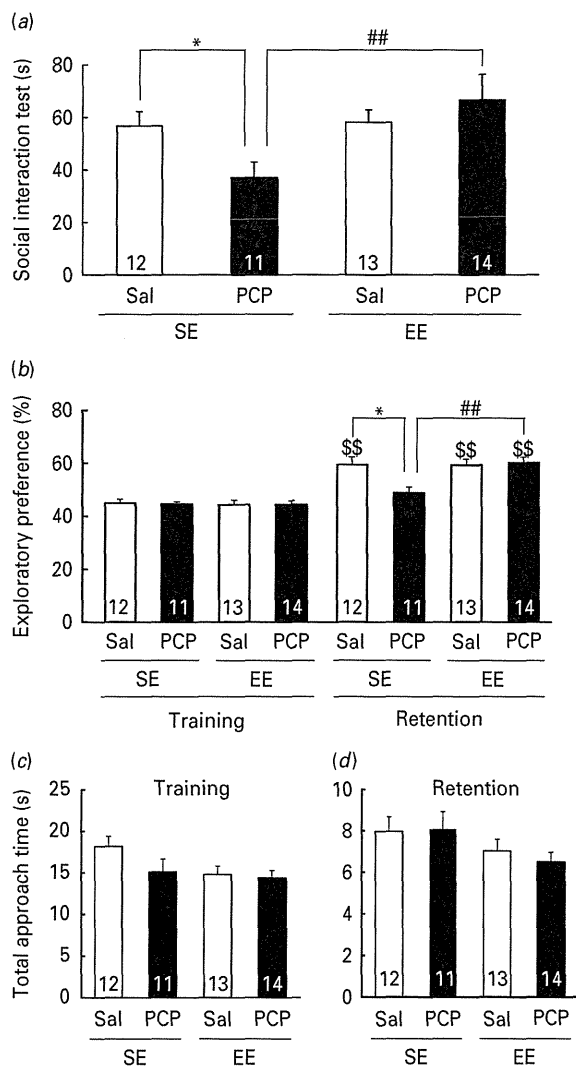 (a)
* ##
Social interaction test (s)
80
60
40
20
0
12 11 13 14
Sal PCP Sal PCP
SE EE
(b)
Exploratory preference (%)
80
60
40
20
0
* ##
$$ $$ $$
12 11 13 14 12 11 13 14
Sal PCP Sal PCP Sal PCP Sal PCP
SE EE SE EE
Training Retention
(c)
Training
Total approach time (s)
25
20
15
10
5
0
12 11 13 14
Sal PCP Sal PCP
SE EE
(d)
Retention
10
8
6
4
2
0
12 11 13 14
Sal PCP Sal PCP
SE EE